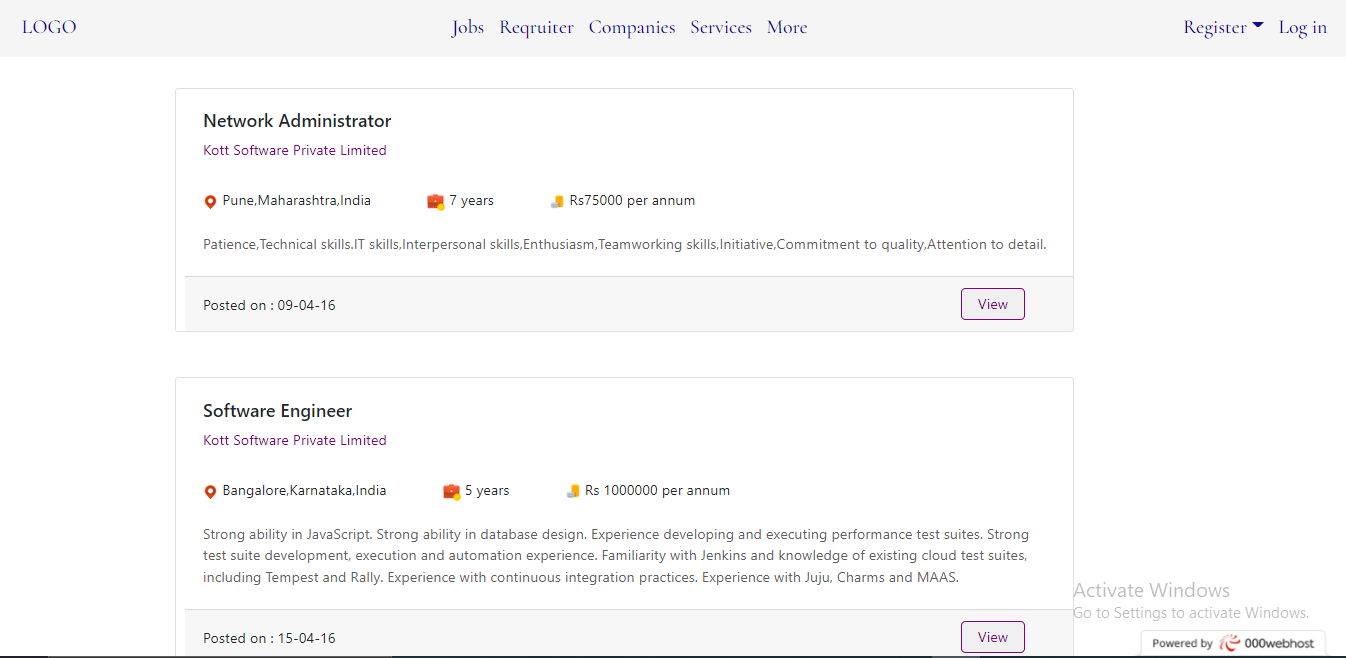 LOGO Jobs Reqruiter Companies Services More Register Log in
Network Administrator
Kott Software Private Limited
Pune,Maharashtra,India 7 years Rs75000 per annum
Patience,Technical skills.IT skills,Interpersonal skills,Enthusiasm,Teamworking skills,Initiative,Commitment to quality,Attention to detail.
Posted on : 09-04-16 View
Software Engineer
Kott Software Private Limited
Bangalore,Karnataka,India 5 years Rs 1000000 per annum
Strong ability in JavaScript. Strong ability in database design. Experience developing and executing performance test suites. Strong
test suite development, execution and automation experience. Familiarity with Jenkins and knowledge of existing cloud test suites,
including Tempest and Rally. Experience with continuous integration practices. Experience with Juju, Charms and MAAS.
Activate Windows
Go to Settings to activate Windows.
Posted on : 15-04-16 View
Powered by 000webhost